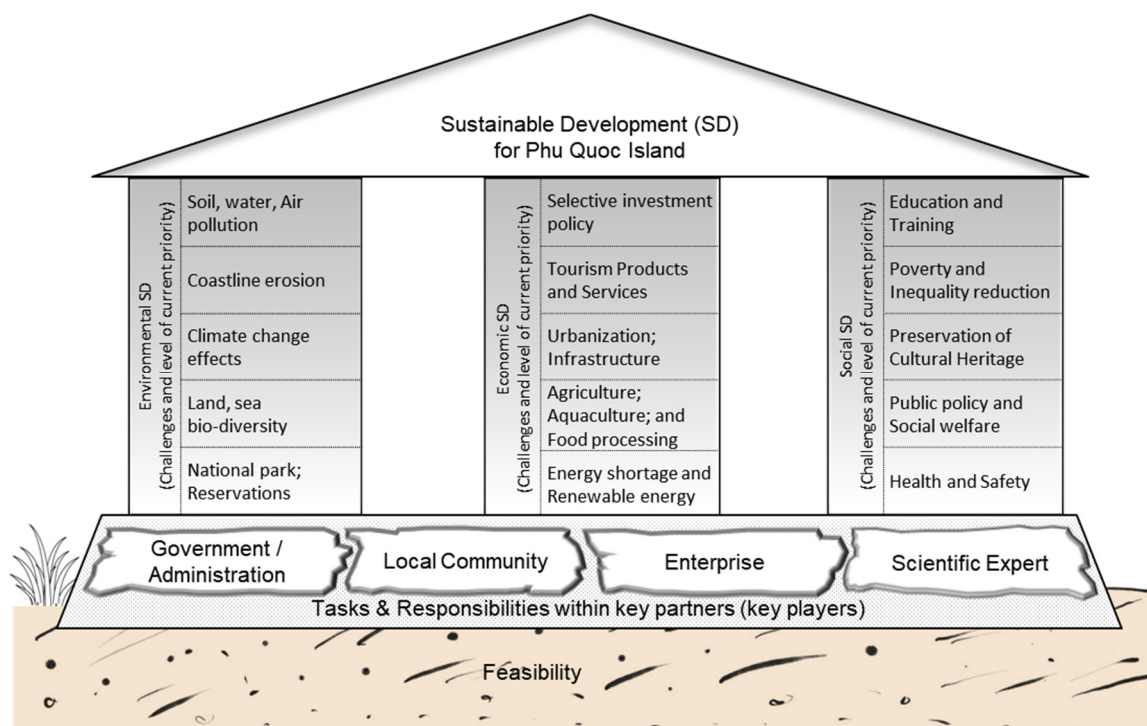 Sustainable Development (SD)
for Phu Quoc Island
Environmental SD
(Challenges and level of current priority)
Soil, water, Air
pollution
Coastline erosion
Climate change
effects
Land, sea
bio-diversity
National park;
Reservations
Economic SD
(Challenges and level of current priority)
Selective investment
policy
Tourism Products
and Services
Urbanization;
Infrastructure
Agriculture;
Aquaculture; and
Food processing
Energy shortage and
Renewable energy
Social SD
(Challenges and level of current priority)
Education and
Training
Poverty and
Inequality reduction
Preservation of
Cultural Heritage
Public policy and
Social welfare
Health and Safety
Government /
Administration
Local Community
Enterprise
Scientific Expert
Tasks & Responsibilities within key partners (key players)
Feasibility